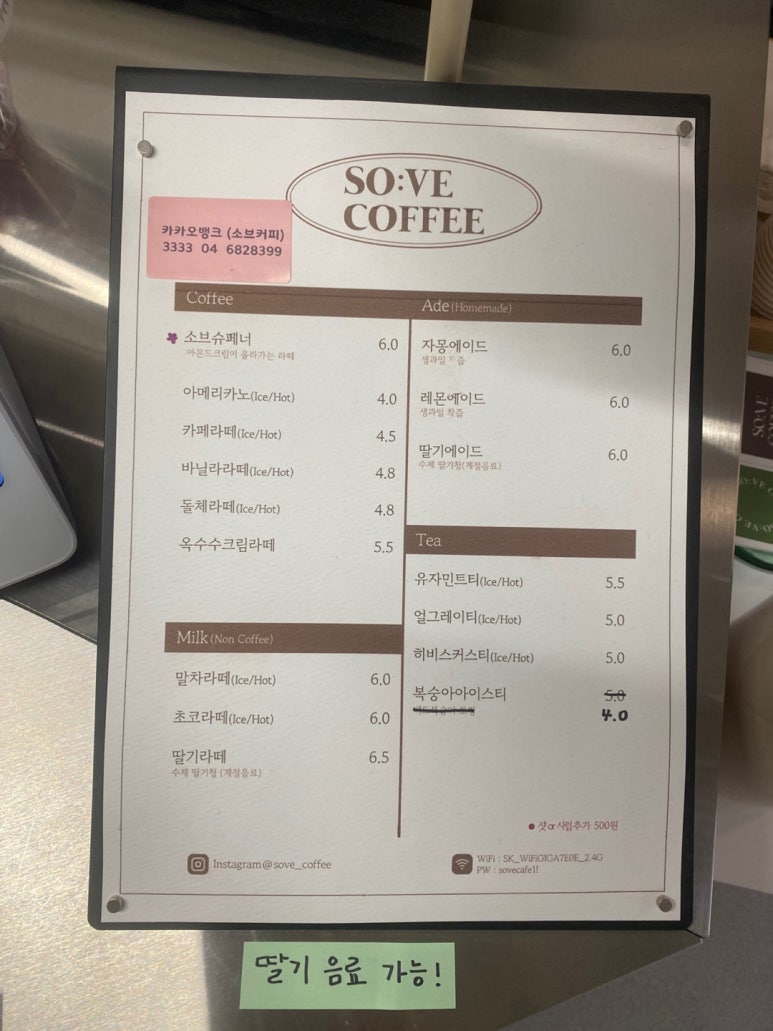 SO:VE
COFFEE
카카오뱅크 (소브커피)
3333 04 6828399
Coffee
소브슈페너 6.0
아몬드크림이 올라가는 라떼
아메리카노(Ice/Hot) 4.0
카페라떼(Ice/Hot) 4.5
바닐라라떼(Ice/Hot) 4.8
돌체라떼(Ice/Hot) 4.8
옥수수크림라떼 5.5
Milk (Non Coffee)
말차라떼(Ice/Hot) 6.0
초코라떼(Ice/Hot) 6.0
딸기라떼 6.5
수제 딸기청 (계절음료)
Ade (Homemade)
자몽에이드 6.0
생과일 착즙
레몬에이드 6.0
생과일 착즙
딸기에이드 6.0
수제 딸기청(계절음료)
Tea
유자민트티(Ice/Hot) 5.5
얼그레이티(Ice/Hot) 5.0
히비스커스티(Ice/Hot) 5.0
복숭아아이스티 5.0
4.0
샷or시럽추가 500원
Instagram@sove_coffee
WiFi : SK_WiFiGIGA7E0E_2.4G
PW : sovecafe1!
딸기 음료 가능!